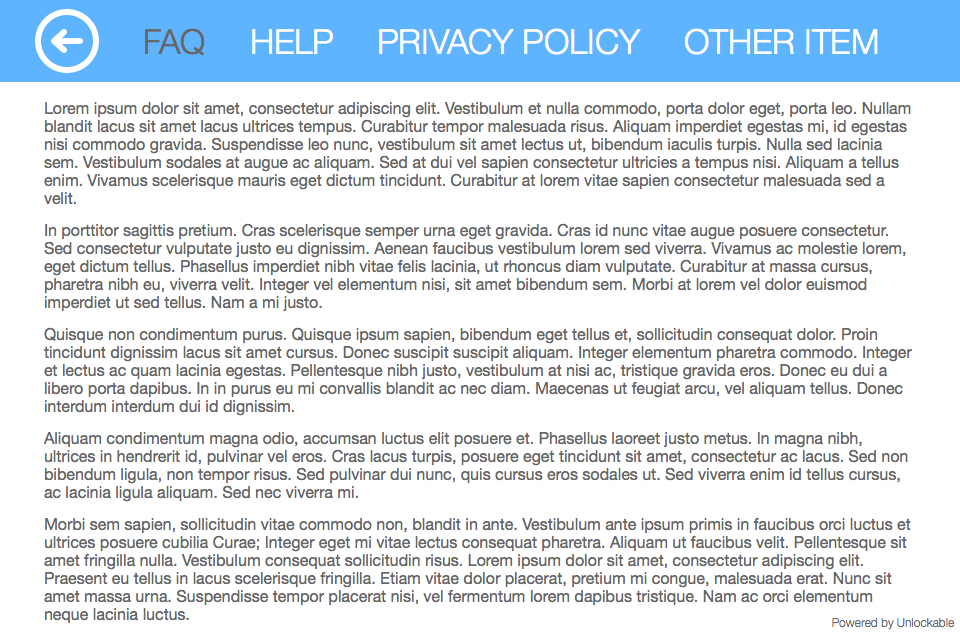 FAQ HELP PRIVACY POLICY OTHER ITEM
Lorem ipsum dolor sit amet, consectetur adipiscing elit. Vestibulum et nulla commodo, porta dolor eget, porta leo. Nullam
blandit lacus sit amet lacus ultrices tempus. Curabitur tempor malesuada risus. Aliquam imperdiet egestas mi, id egestas
nisi commodo gravida. Suspendisse leo nunc, vestibulum sit amet lectus ut, bibendum iaculis turpis. Nulla sed lacinia
sem. Vestibulum sodales at augue ac aliquam. Sed at dui vel sapien consectetur ultricies a tempus nisi. Aliquam a tellus
enim. Vivamus scelerisque mauris eget dictum tincidunt. Curabitur at lorem vitae sapien consectetur malesuada sed a
velit.
In porttitor sagittis pretium. Cras scelerisque semper urna eget gravida. Cras id nunc vitae augue posuere consectetur.
Sed consectetur vulputate justo eu dignissim. Aenean faucibus vestibulum lorem sed viverra. Vivamus ac molestie lorem,
eget dictum tellus. Phasellus imperdiet nibh vitae felis lacinia, ut rhoncus diam vulputate. Curabitur at massa cursus,
pharetra nibh eu, viverra velit. Integer vel elementum nisi, sit amet bibendum sem. Morbi at lorem vel dolor euismod
imperdiet ut sed tellus. Nam a mi justo.
Quisque non condimentum purus. Quisque ipsum sapien, bibendum eget tellus et, sollicitudin consequat dolor. Proin
tincidunt dignissim lacus sit amet cursus. Donec suscipit suscipit aliquam. Integer elementum pharetra commodo. Integer
et lectus ac quam lacinia egestas. Pellentesque nibh justo, vestibulum at nisi ac, tristique gravida eros. Donec eu dui a
libero porta dapibus. In in purus eu mi convallis blandit ac nec diam. Maecenas ut feugiat arcu, vel aliquam tellus. Donec
interdum interdum dui id dignissim.
Aliquam condimentum magna odio, accumsan luctus elit posuere et. Phasellus laoreet justo metus. In magna nibh,
ultrices in hendrerit id, pulvinar vel eros. Cras lacus turpis, posuere eget tincidunt sit amet, consectetur ac lacus. Sed non
bibendum ligula, non tempor risus. Sed pulvinar dui nunc, quis cursus eros sodales ut. Sed viverra enim id tellus cursus,
ac lacinia ligula aliquam. Sed nec viverra mi.
Morbi sem sapien, sollicitudin vitae commodo non, blandit in ante. Vestibulum ante ipsum primis in faucibus orci luctus et
ultrices posuere cubilia Curae; Integer eget mi vitae lectus consequat pharetra. Aliquam ut faucibus velit. Pellentesque sit
amet fringilla nulla. Vestibulum consequat sollicitudin risus. Lorem ipsum dolor sit amet, consectetur adipiscing elit.
Praesent eu tellus in lacus scelerisque fringilla. Etiam vitae dolor placerat, pretium mi congue, malesuada erat. Nunc sit
amet massa urna. Suspendisse tempor placerat nisi, vel fermentum lorem dapibus tristique. Nam ac orci elementum
neque lacinia luctus.
Powered by Unlockable